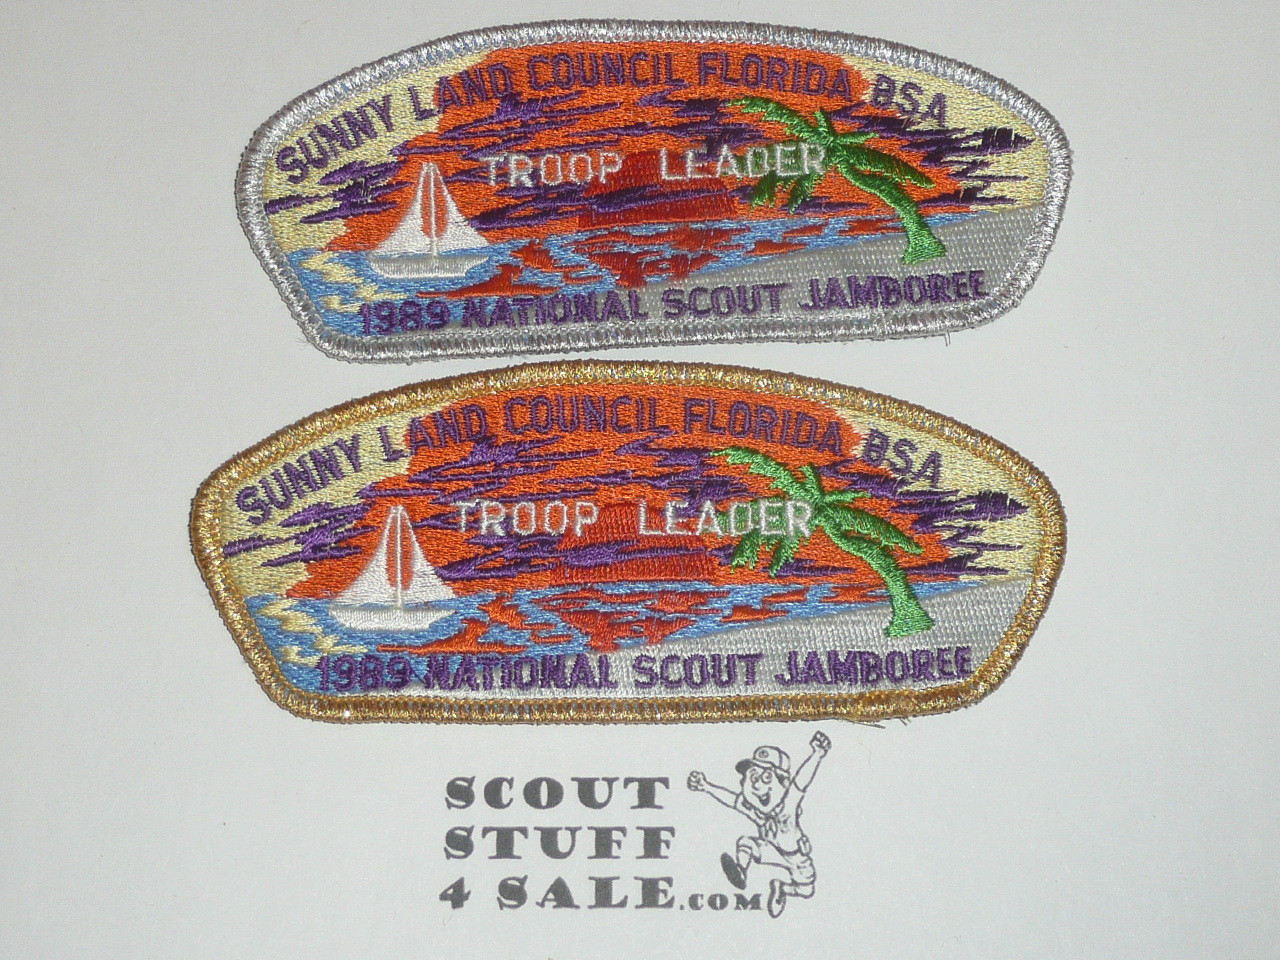 SUNNY LAND COUNCIL FLORIDA BSA
TROOP LEADER
1989 NATIONAL SCOUT JAMBOREE
SUNNY LAND COUNCIL FLORIDA BSA
TROOP LEADER
1989 NATIONAL SCOUT JAMBOREE
SCOUT
STUFF
4 SALE.COM